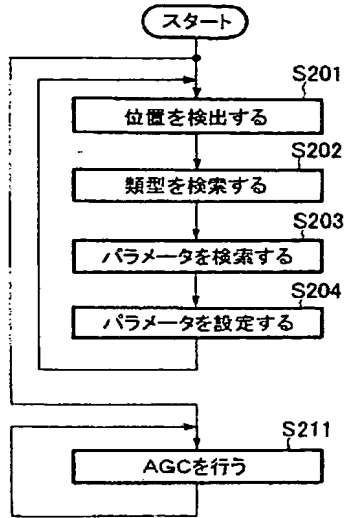 スタート
S201
位置を検出する
S202
類型を検索する
S203
パラメータを検索する
S204
パラメータを設定する
S211
AGCを行う